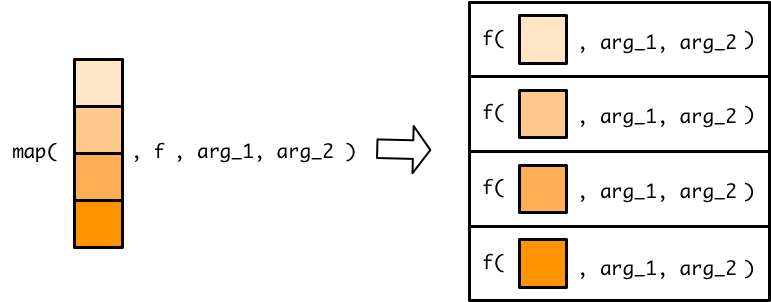 map( , f , arg_1, arg_2 )
f( , arg_1, arg_2 )
f( , arg_1, arg_2 )
f( , arg_1, arg_2 )
f( , arg_1, arg_2 )